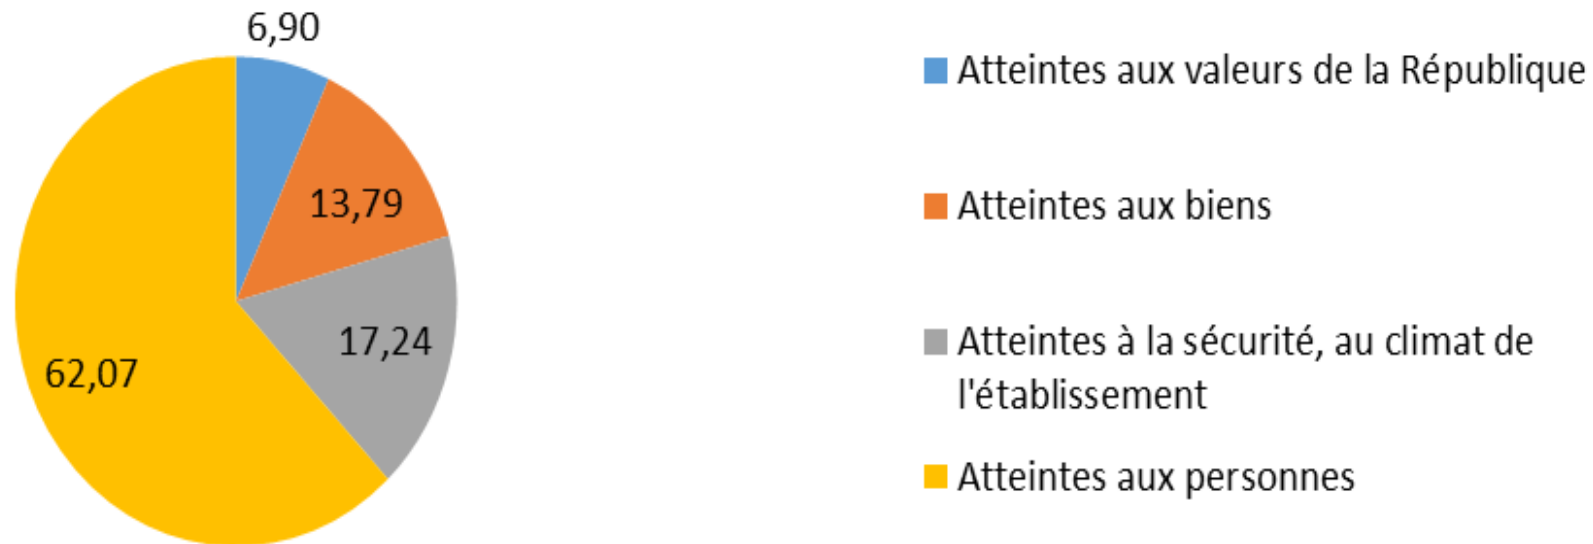 6,90
13,79
17,24
62,07
Atteintes aux valeurs de la République
Atteintes aux biens
Atteintes à la sécurité, au climat de
l'établissement
Atteintes aux personnes